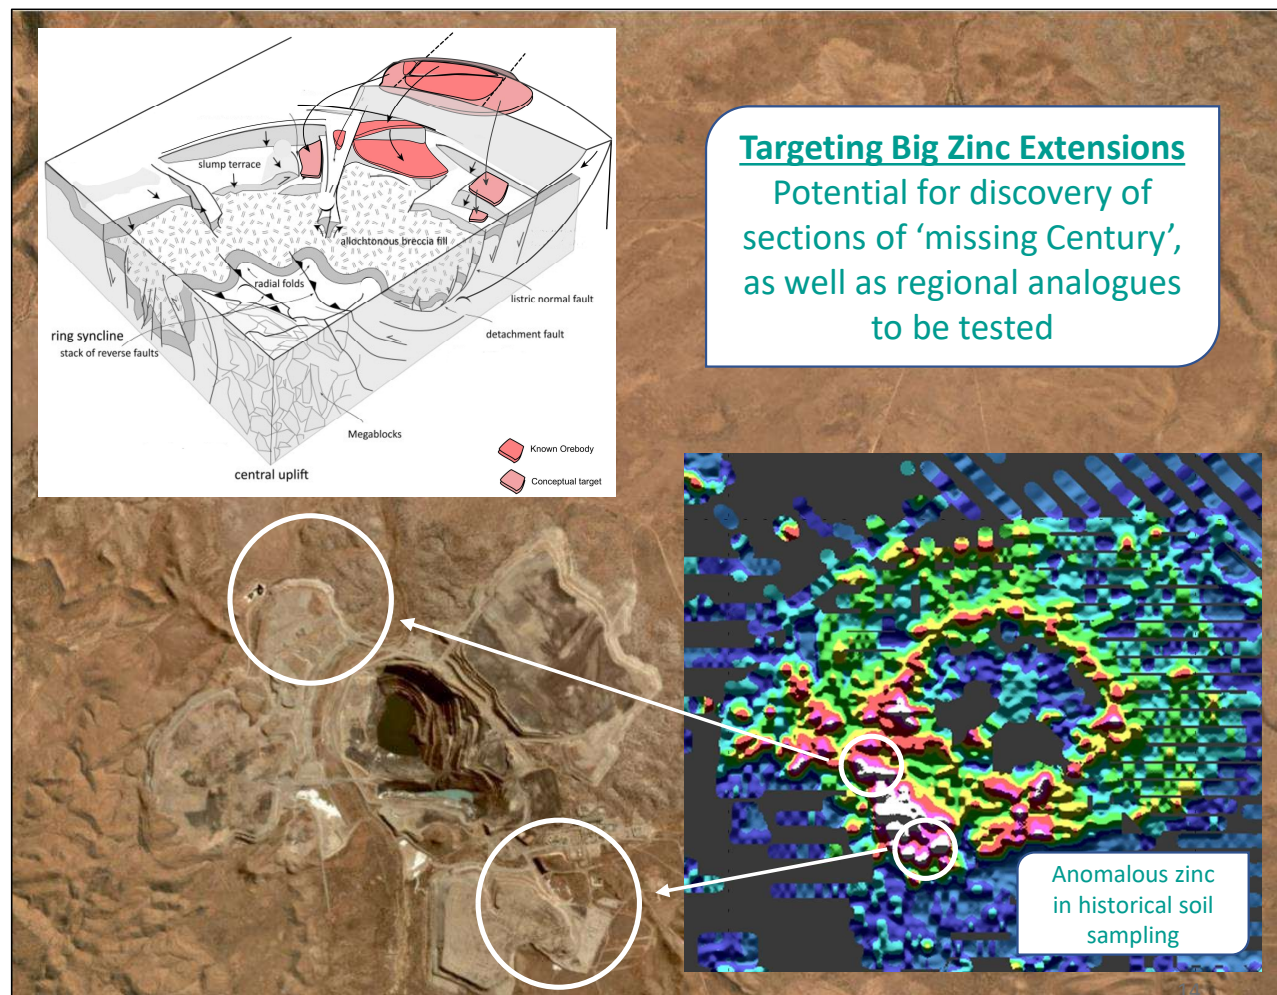 slump terrace
allochtonous breccia fill
radial folds
listric normal fault
ring syncline
detachment fault
stack of reverse faults
Megablocks
central uplift
Known Orebody
Conceptual target
Targeting Big Zinc Extensions
Potential for discovery of
sections of ‘missing Century’,
as well as regional analogues
to be tested
Anomalous zinc
in historical soil
sampling